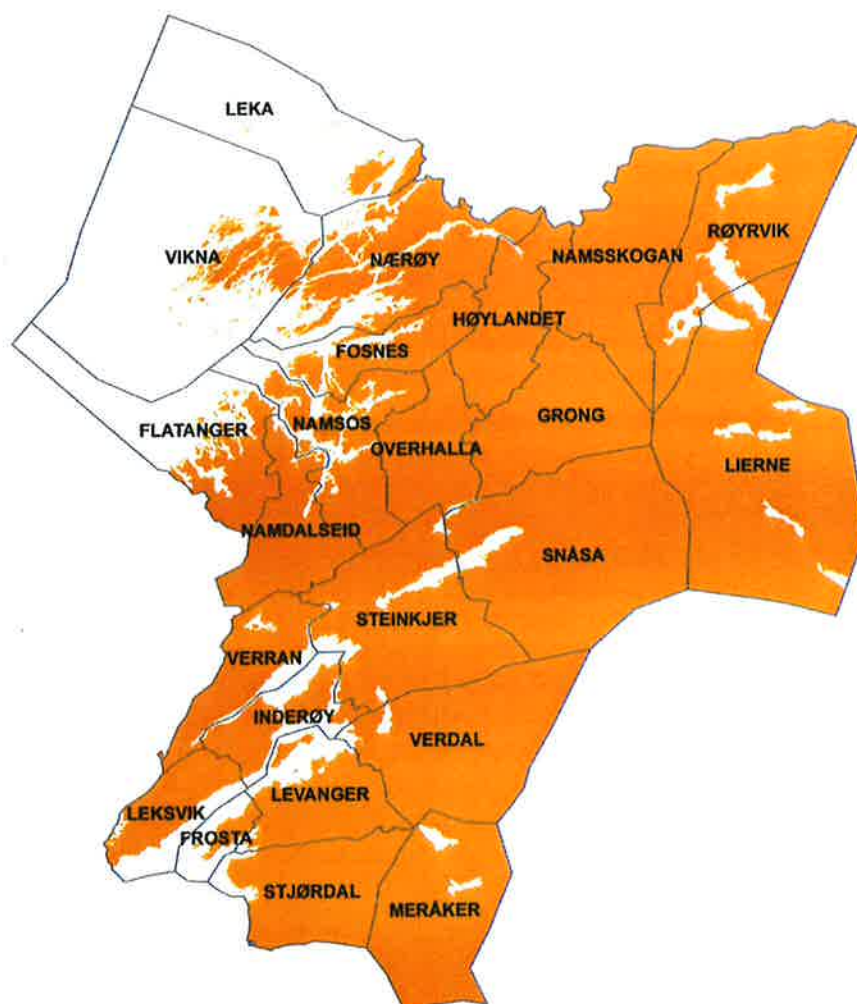 LEKA
RØYRVIK
VIKNA
NÆRØY
NAMSSKOGAN
HØYLANDET
FOSNES
GRONG
FLATANGER
NAMSOS
OVERHALLA
LIERNE
NAMDALSEID
SNÅSA
STEINKJER
VERRAN
INDERØY
VERDAL
LEKSVIK
LEVANGER
FROSTA
STJØRDAL
MERÅKER